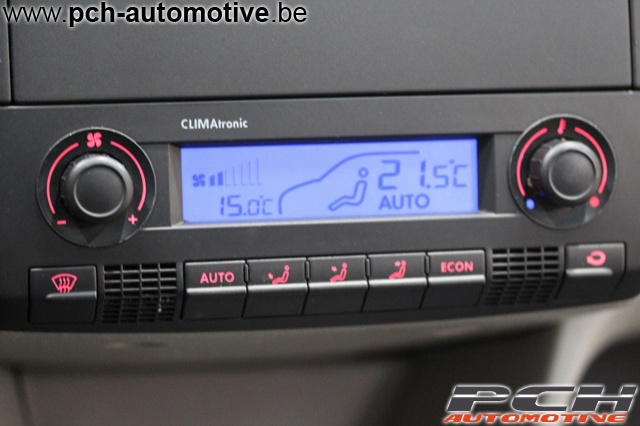 www.pch-automotive.be
CLIMAtronic
21.5°C
15.0°C AUTO
- +
AUTO ECON
PCH
AUTOMOTIVE